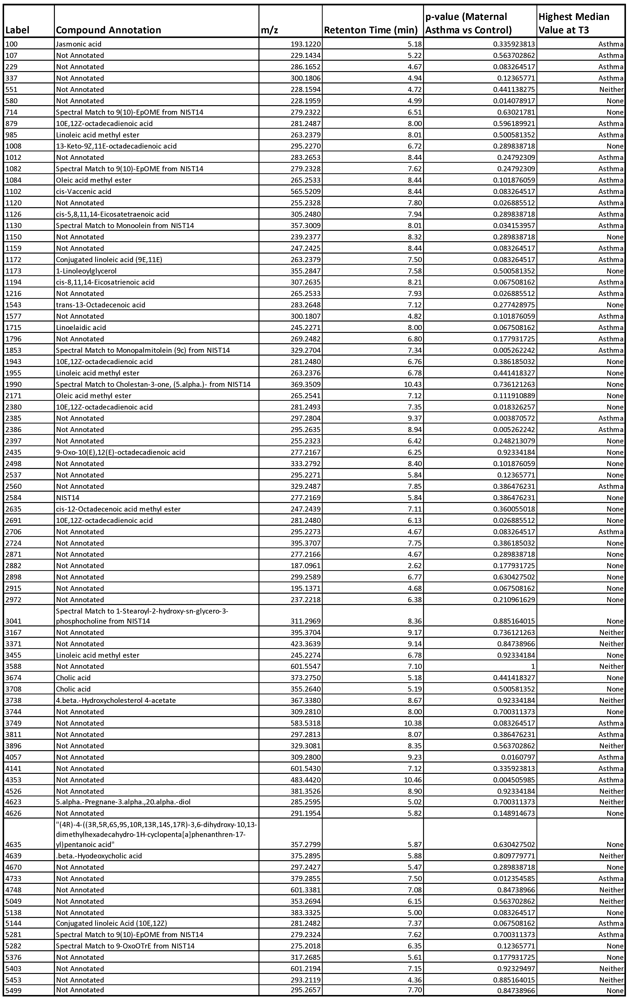 Label Compound Annotation m/z Retenton Time (min) p-value (Maternal Asthma vs Control) Highest Median Value at T3
100 Jasmonic acid 193.1220 5.18 0.335923813 Asthma
107 Not Annotated 229.1434 5.22 0.563702862 Asthma
229 Not Annotated 286.1652 4.67 0.083264517 Asthma
337 Not Annotated 300.1806 4.94 0.12365771 Asthma
551 Not Annotated 228.1594 4.72 0.441138275 Neither
580 Not Annotated 228.1959 4.99 0.014078917 None
714 Spectral Match to 9(10)-EpOME from NIST14 279.2322 6.51 0.63021781 None
879 10E,12Z-octadecadienoic acid 281.2487 8.00 0.596189921 Asthma
985 Linoleic acid methyl ester 263.2379 8.01 0.500581352 Asthma
1008 13-Keto-9Z,11E-octadecadienoic acid 295.2270 6.72 0.289838718 None
1012 Not Annotated 283.2653 8.44 0.24792309 Asthma
1082 Spectral Match to 9(10)-EpOME from NIST14 279.2328 7.62 0.24792309 Asthma
1084 Oleic acid methyl ester 265.2533 8.44 0.101876059 Asthma
1102 cis-Vaccenic acid 565.5209 8.44 0.083264517 Asthma
1120 Not Annotated 255.2328 7.80 0.026885512 Asthma
1126 cis-5,8,11,14-Eicosatetraenoic acid 305.2480 7.94 0.289838718 Asthma
1130 Spectral Match to Monoolein from NIST14 357.3009 8.01 0.034153957 Asthma
1150 Not Annotated 239.2377 8.32 0.289838718 None
1159 Not Annotated 247.2425 8.44 0.083264517 Asthma
1172 Conjugated linoleic acid (9E,11E) 263.2379 7.50 0.083264517 Asthma
1173 1-Linoleoylglycerol 355.2847 7.58 0.500581352 None
1194 cis-8,11,14-Eicosatrienoic acid 307.2635 8.21 0.067508162 Asthma
1216 Not Annotated 265.2533 7.93 0.026885512 Asthma
1543 trans-13-Octadecenoic acid 283.2648 7.12 0.277428975 None
1577 Not Annotated 300.1807 4.82 0.101876059 Asthma
1715 Linoelaidic acid 245.2271 8.00 0.067508162 Asthma
1796 Not Annotated 269.2482 6.80 0.177931725 Asthma
1853 Spectral Match to Monopalmitolein (9c) from NIST14 329.2704 7.34 0.005262242 Asthma
1943 10E,12Z-octadecadienoic acid 281.2480 6.76 0.386185032 None
1955 Linoleic acid methyl ester 263.2376 6.78 0.441418327 None
1990 Spectral Match to Cholestan-3-one, (5.alpha.)- from NIST14 369.3509 10.43 0.736121263 None
2171 Oleic acid methyl ester 265.2541 7.12 0.111910889 None
2380 10E,12Z-octadecadienoic acid 281.2493 7.35 0.018326257 None
2385 Not Annotated 297.2804 9.37 0.003870572 Asthma
2386 Not Annotated 295.2635 8.94 0.005262242 Asthma
2397 Not Annotated 255.2323 6.42 0.248213079 None
2435 9-Oxo-10(E),12(E)-octadecadienoic acid 277.2167 6.25 0.92334184 None
2498 Not Annotated 333.2792 8.40 0.101876059 None
2537 Not Annotated 295.2271 5.84 0.12365771 None
2560 Not Annotated 329.2487 7.85 0.386476231 Asthma
2584 NIST14 277.2169 5.84 0.386476231 None
2635 cis-12-Octadecenoic acid methyl ester 247.2439 7.11 0.360055018 None
2691 10E,12Z-octadecadienoic acid 281.2480 6.13 0.026885512 None
2706 Not Annotated 295.2273 4.67 0.083264517 Asthma
2724 Not Annotated 395.3707 7.75 0.386185032 None
2871 Not Annotated 277.2166 4.67 0.289838718 None
2882 Not Annotated 187.0961 2.62 0.177931725 None
2898 Not Annotated 299.2589 6.77 0.630427502 None
2915 Not Annotated 195.1371 4.68 0.067508162 None
2972 Not Annotated 237.2218 6.38 0.210961629 None
Spectral Match to 1-Stearoyl-2-hydroxy-sn-glycero-3-
3041 phosphocholine from NIST14 311.2969 8.36 0.885164015 None
3167 Not Annotated 395.3704 9.17 0.736121263 Neither
3371 Not Annotated 423.3639 9.14 0.84738966 Neither
3455 Linoleic acid methyl ester 245.2274 6.78 0.92334184 None
3588 Not Annotated 601.5547 7.10 1 Neither
3674 Cholic acid 373.2750 5.18 0.441418327 None
3708 Cholic acid 355.2640 5.19 0.500581352 None
3738 4.beta.-Hydroxycholesterol 4-acetate 367.3380 8.67 0.92334184 Neither
3744 Not Annotated 309.2810 8.00 0.700311373 None
3749 Not Annotated 583.5318 10.38 0.083264517 Asthma
3811 Not Annotated 297.2813 8.07 0.386476231 Asthma
3896 Not Annotated 329.3081 8.35 0.563702862 Neither
4057 Not Annotated 309.2800 9.23 0.0160797 Asthma
4141 Not Annotated 601.5430 7.12 0.335923813 Asthma
4353 Not Annotated 483.4420 10.46 0.004505985 Asthma
4526 Not Annotated 381.3526 8.90 0.92334184 Neither
4623 5.alpha.-Pregnane-3.alpha.,20.alpha.-diol 285.2595 5.02 0.700311373 Neither
4626 Not Annotated 291.1954 5.82 0.148914673 None
"(4R)-4-((3R,5R,6S,9S,10R,13R,14S,17R)-3,6-dihydroxy-10,13-
dimethylhexadecahydro-1H-cyclopenta[a]phenanthren-17-
4635 yl)pentanoic acid" 357.2799 5.87 0.630427502 None
4639 .beta.-Hyodeoxycholic acid 375.2895 5.88 0.809779771 Neither
4670 Not Annotated 297.2427 5.47 0.289838718 None
4733 Not Annotated 379.2855 7.50 0.012354585 Asthma
4748 Not Annotated 601.3381 7.08 0.84738966 Neither
5049 Not Annotated 353.2694 6.15 0.563702862 Neither
5138 Not Annotated 383.3325 5.00 0.083264517 None
5144 Conjugated linoleic Acid (10E,12Z) 281.2482 7.37 0.067508162 Asthma
5281 Spectral Match to 9(10)-EpOME from NIST14 279.2324 7.62 0.700311373 Asthma
5282 Spectral Match to 9-OxoOTrE from NIST14 275.2018 6.35 0.12365771 None
5376 Not Annotated 317.2685 5.61 0.177931725 None
5403 Not Annotated 601.2194 7.15 0.92329497 Neither
5453 Not Annotated 293.2119 4.36 0.885164015 Neither
5499 Not Annotated 295.2657 7.70 0.84738966 None